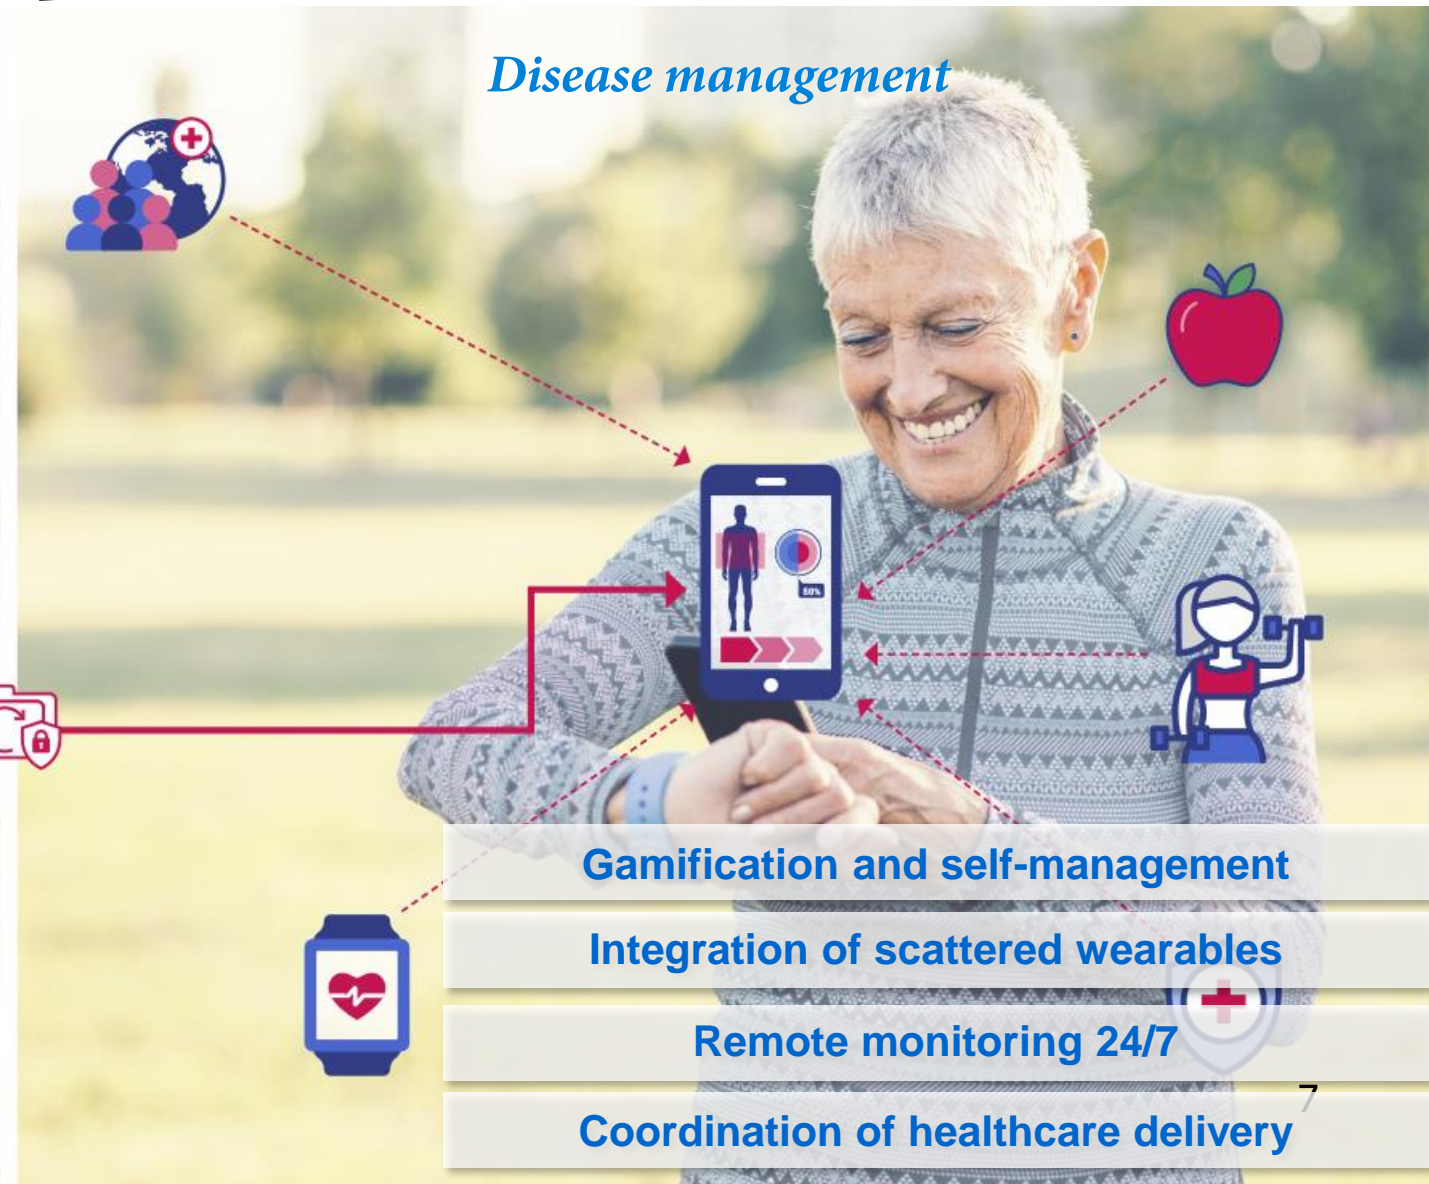 Disease management
50%
Gamification and self-management
Integration of scattered wearables
Remote monitoring 24/7
7
Coordination of healthcare delivery